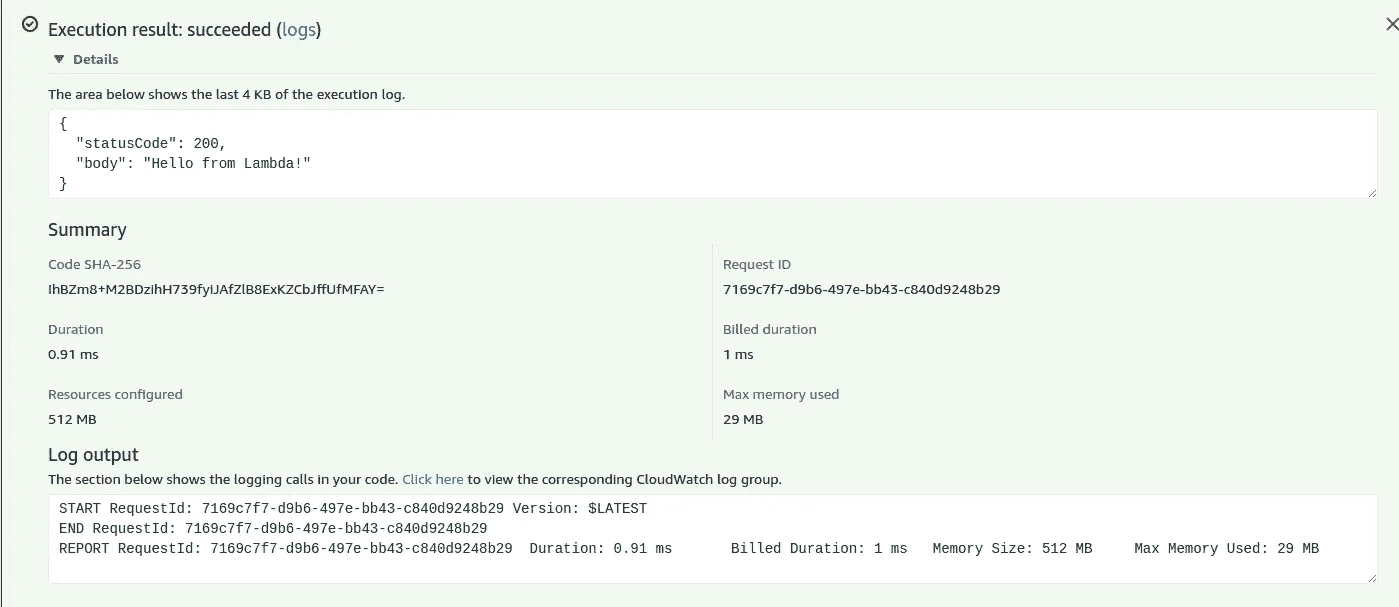 Execution result: succeeded (logs)
Details
The area below shows the last 4 KB of the execution log.
{
  "statusCode": 200,
  "body": "Hello from Lambda!"
}
Summary
Code SHA-256
IhBZm8+M2BDzIhH739fyiJAfZlB8ExKZCbJffUfMFAY=
Request ID
7169c7f7-d9b6-497e-bb43-c840d9248b29
Duration
0.91 ms
Billed duration
1 ms
Resources configured
512 MB
Max memory used
29 MB
Log output
The section below shows the logging calls in your code. Click here to view the corresponding CloudWatch log group.
START RequestId: 7169c7f7-d9b6-497e-bb43-c840d9248b29 Version: $LATEST
END RequestId: 7169c7f7-d9b6-497e-bb43-c840d9248b29
REPORT RequestId: 7169c7f7-d9b6-497e-bb43-c840d9248b29  Duration: 0.91 ms  Billed Duration: 1 ms  Memory Size: 512 MB  Max Memory Used: 29 MB